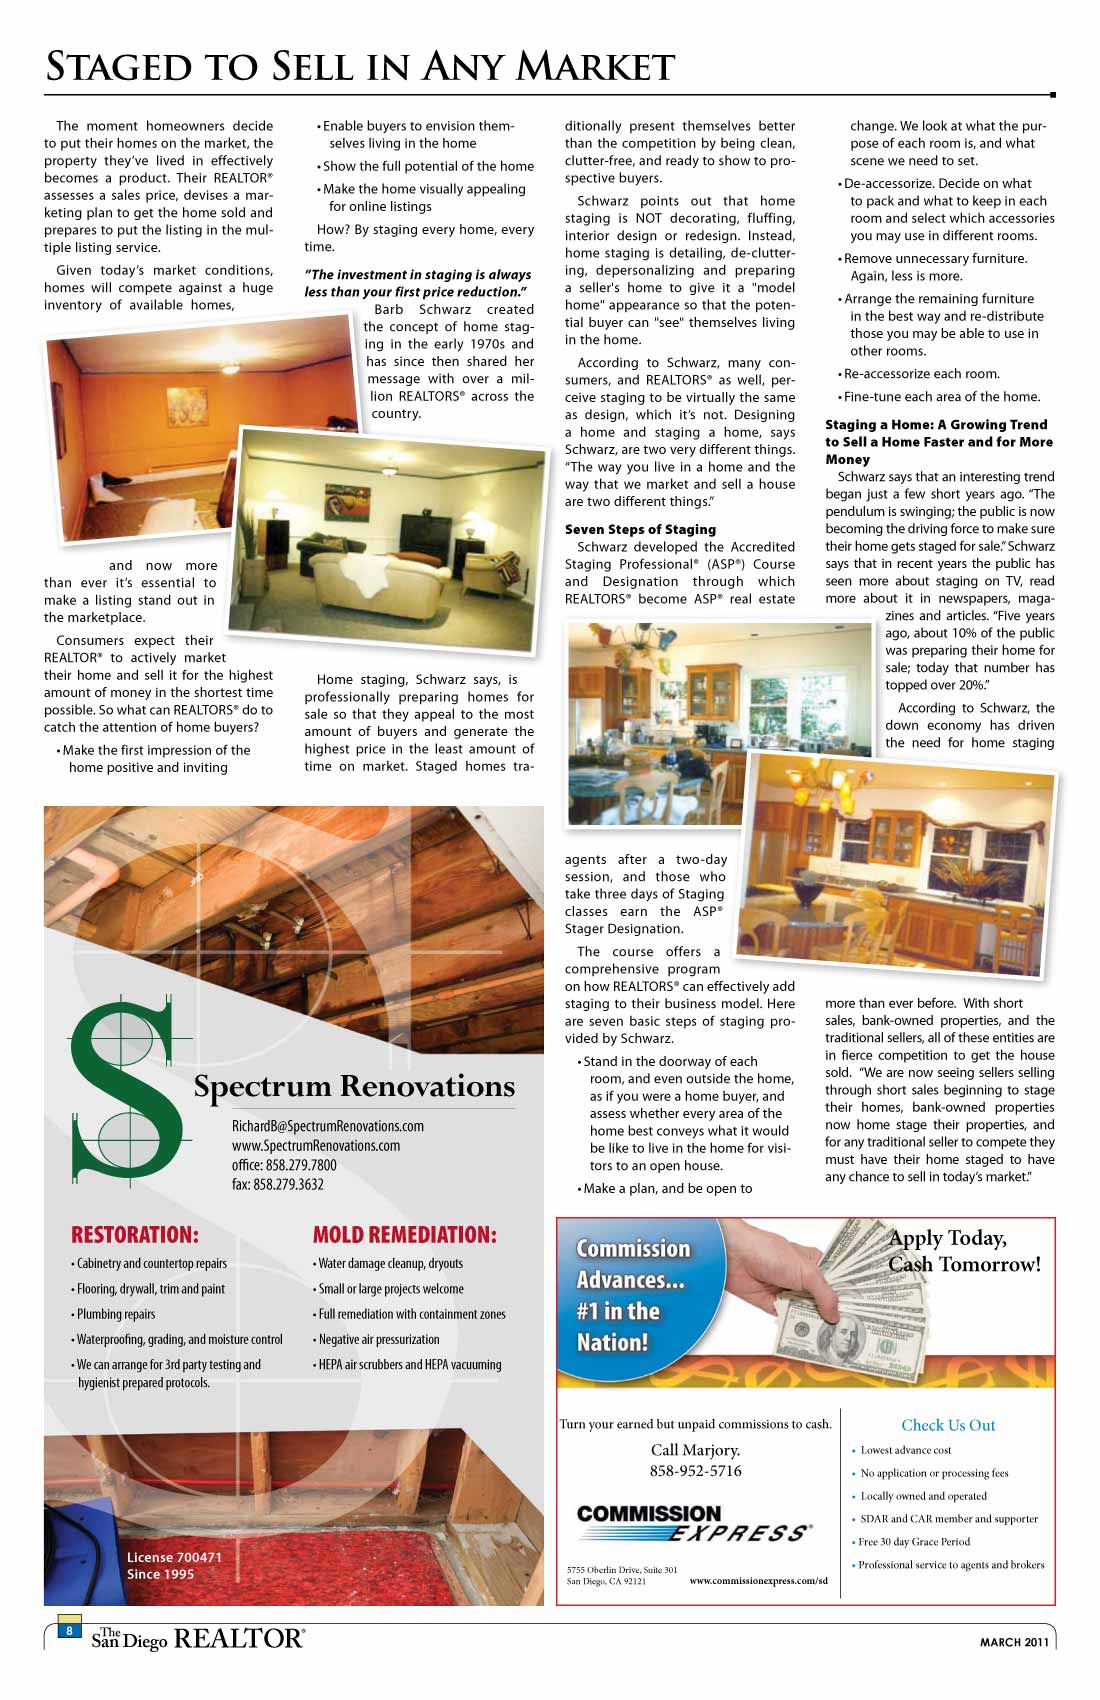 STAGED TO SELL IN ANY MARKET
The moment homeowners decide
to put their homes on the market, the
property they’ve lived in effectively
becomes a product. Their REALTOR®
assesses a sales price, devises a mar-
keting plan to get the home sold and
prepares to put the listing in the mul-
tiple listing service.
Given today’s market conditions,
homes will compete against a huge
inventory of available homes,
and now more
than ever it’s essential to
make a listing stand out in
the marketplace.
Consumers expect their
REALTOR® to actively market
their home and sell it for the highest
amount of money in the shortest time
possible. So what can REALTORS® do to
catch the attention of home buyers?
• Make the first impression of the
home positive and inviting
• Enable buyers to envision them-
selves living in the home
• Show the full potential of the home
• Make the home visually appealing
for online listings
How? By staging every home, every
time.
”The investment in staging is always
less than your first price reduction.”
Barb Schwarz created
the concept of home stag-
ing in the early 1970s and
has since then shared her
message with over a mil-
lion REALTORS® across the
country.
Home staging, Schwarz says, is
professionally preparing homes for
sale so that they appeal to the most
amount of buyers and generate the
highest price in the least amount of
time on market. Staged homes tra-
ditionally present themselves better
than the competition by being clean,
clutter-free, and ready to show to pro-
spective buyers.
Schwarz points out that home
staging is NOT decorating, fluffing,
interior design or redesign. Instead,
home staging is detailing, de-clutter-
ing, depersonalizing and preparing
a seller's home to give it a "model
home" appearance so that the poten-
tial buyer can "see" themselves living
in the home.
According to Schwarz, many con-
sumers, and REALTORS® as well, per-
ceive staging to be virtually the same
as design, which it’s not. Designing
a home and staging a home, says
Schwarz, are two very different things.
“The way you live in a home and the
way that we market and sell a house
are two different things.”
Seven Steps of Staging
Schwarz developed the Accredited
Staging Professional® (ASP®) Course
and Designation through which
REALTORS® become ASP® real estate
agents after a two-day
session, and those who
take three days of Staging
classes earn the ASP®
Stager Designation.
The course offers a
comprehensive program
on how REALTORS® can effectively add
staging to their business model. Here
are seven basic steps of staging pro-
vided by Schwarz.
• Stand in the doorway of each
room, and even outside the home,
as if you were a home buyer, and
assess whether every area of the
home best conveys what it would
be like to live in the home for visi-
tors to an open house.
• Make a plan, and be open to
change. We look at what the pur-
pose of each room is, and what
scene we need to set.
• De-accessorize. Decide on what
to pack and what to keep in each
room and select which accessories
you may use in different rooms.
• Remove unnecessary furniture.
Again, less is more.
• Arrange the remaining furniture
in the best way and re-distribute
those you may be able to use in
other rooms.
• Re-accessorize each room.
• Fine-tune each area of the home.
Staging a Home: A Growing Trend
to Sell a Home Faster and for More
Money
Schwarz says that an interesting trend
began just a few short years ago. “The
pendulum is swinging; the public is now
becoming the driving force to make sure
their home gets staged for sale.” Schwarz
says that in recent years the public has
seen more about staging on TV, read
more about it in newspapers, maga-
zines and articles. “Five years
ago, about 10% of the public
was preparing their home for
sale; today that number has
topped over 20%.”
According to Schwarz, the
down economy has driven
the need for home staging
more than ever before. With short
sales, bank-owned properties, and the
traditional sellers, all of these entities are
in fierce competition to get the house
sold. “We are now seeing sellers selling
through short sales beginning to stage
their homes, bank-owned properties
now home stage their properties, and
for any traditional seller to compete they
must have their home staged to have
any chance to sell in today’s market.”
S
Spectrum Renovations
RichardB@SpectrumRenovations.com
www.SpectrumRenovations.com
office: 858.279.7800
fax: 858.279.3632
RESTORATION:
• Cabinetry and countertop repairs
• Flooring, drywall, trim and paint
• Plumbing repairs
• Waterproofing, grading, and moisture control
• We can arrange for 3rd party testing and
hygienist prepared protocols.
MOLD REMEDIATION:
• Water damage cleanup, dryouts
• Small or large projects welcome
• Full remediation with containment zones
• Negative air pressurization
• HEPA air scrubbers and HEPA vacuuming
License 700471
Since 1995
Commission
Advances...
#1 in the
Nation!
Apply Today,
Cash Tomorrow!
Turn your earned but unpaid commissions to cash.
Call Marjory.
858-952-5716
COMMISSION
EXPRESS®
5755 Oberlin Drive, Suite 301
San Diego, CA 92121
www.commissionexpress.com/sd
Check Us Out
• Lowest advance cost
• No application or processing fees
• Locally owned and operated
• SDAR and CAR member and supporter
• Free 30 day Grace Period
• Professional service to agents and brokers
8
The San Diego REALTOR®
MARCH 2011